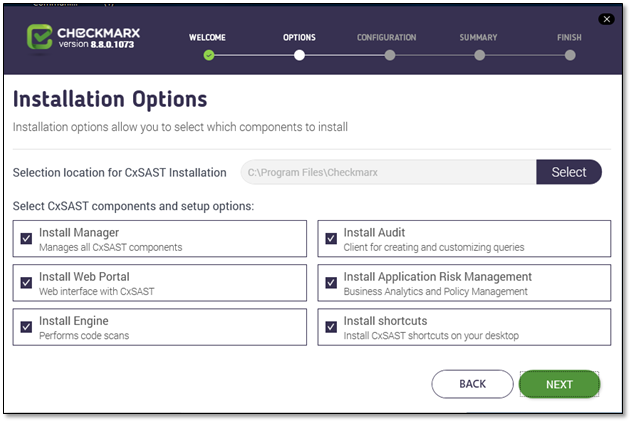 CHECKMARX
version 8.8.0.1073
WELCOME
OPTIONS
CONFIGURATION
SUMMARY
FINISH
Installation Options
Installation options allow you to select which components to install
Selection location for CxSAST Installation
C:\Program Files\Checkmarx
Select
Select CxSAST components and setup options:
Install Manager
Manages all CxSAST components
Install Audit
Client for creating and customizing queries
Install Web Portal
Web interface with CxSAST
Install Application Risk Management
Business Analytics and Policy Management
Install Engine
Performs code scans
Install shortcuts
Install CxSAST shortcuts on your desktop
BACK
NEXT